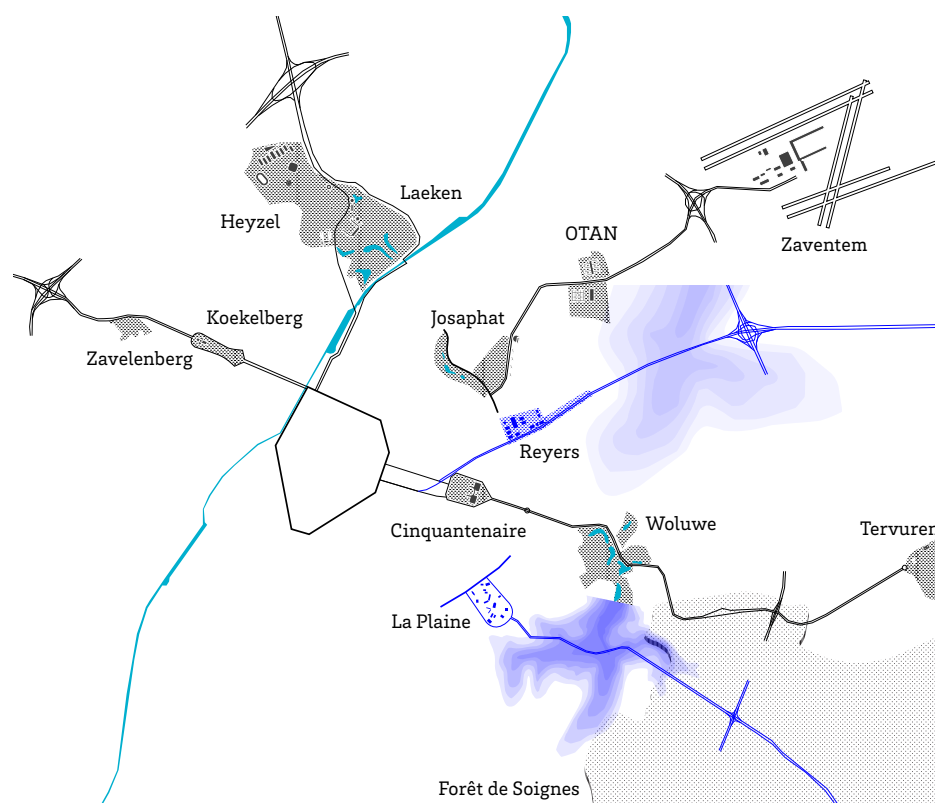 Laeken
Heyzel
OTAN
Zaventem
Koekelberg
Josaphat
Zavelenberg
Reyers
Cinquantenaire
Woluwe
Tervuren
La Plaine
Forêt de Soignes